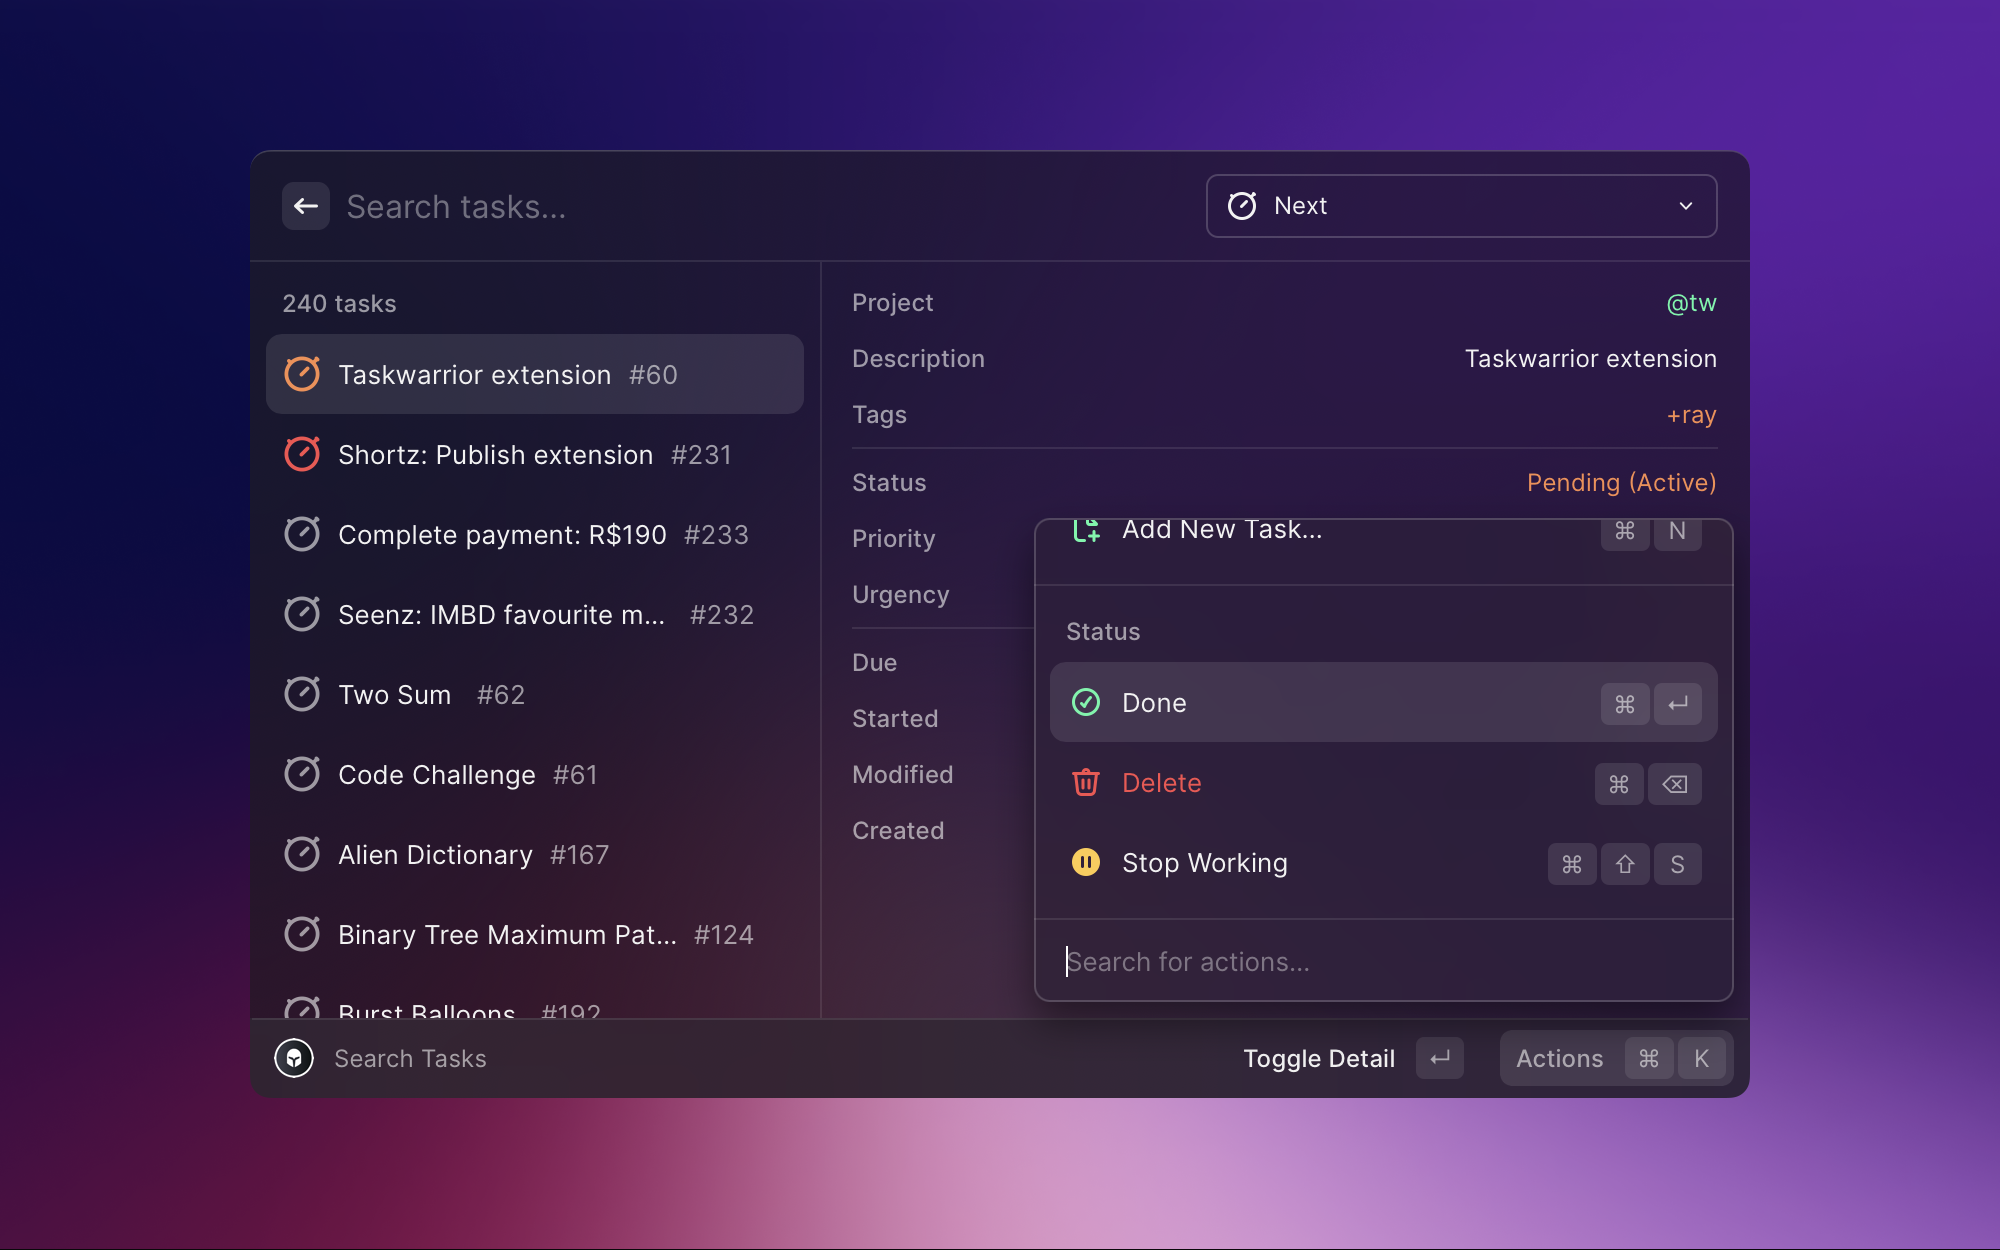 Search tasks...
Next
240 tasks
Taskwarrior extension #60
Shortz: Publish extension #231
Complete payment: R$190 #233
Seenz: IMBD favourite m... #232
Two Sum #62
Code Challenge #61
Alien Dictionary #167
Binary Tree Maximum Pat... #124
Burst Balloons #192
Project @tw
Description Taskwarrior extension
Tags +ray
Status Pending (Active)
Priority
Urgency
Due
Started
Modified
Created
Add New Task... ⌘ N
Status
Done ⌘ ↵
Delete ⌘ ⌫
Stop Working ⌘ ⇧ S
Search for actions...
Search Tasks
Toggle Detail ↵
Actions ⌘ K